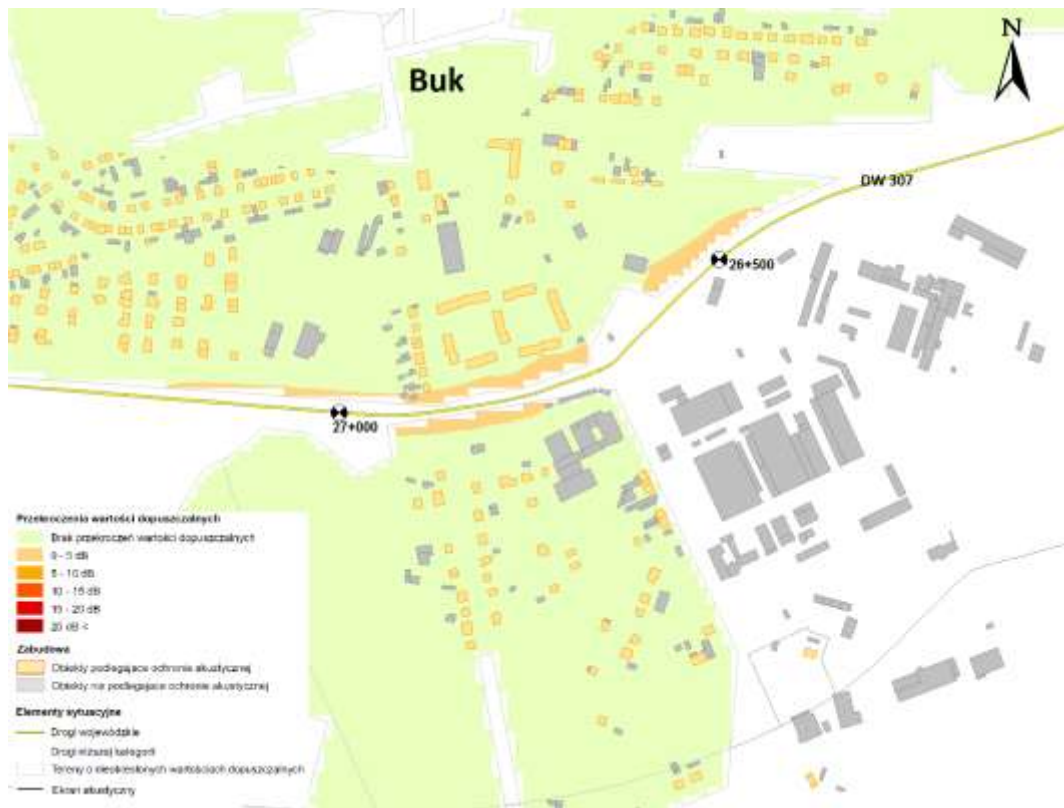 N
Buk
DW 307
26+500
27+000
Przekroczenia wartości dopuszczalnych
Brak przekroczeń wartości dopuszczalnych
0 - 5 dB
5 - 10 dB
10 - 15 dB
15 - 20 dB
20 dB <
Zabudowa
Obiekty podlegające ochronie akustycznej
Obiekty nie podlegające ochronie akustycznej
Elementy sytuacyjne
Drogi wojewódzkie
Drogi niższej kategorii
Tereny o nieokreślonych wartościach dopuszczalnych
Ekran akustyczny